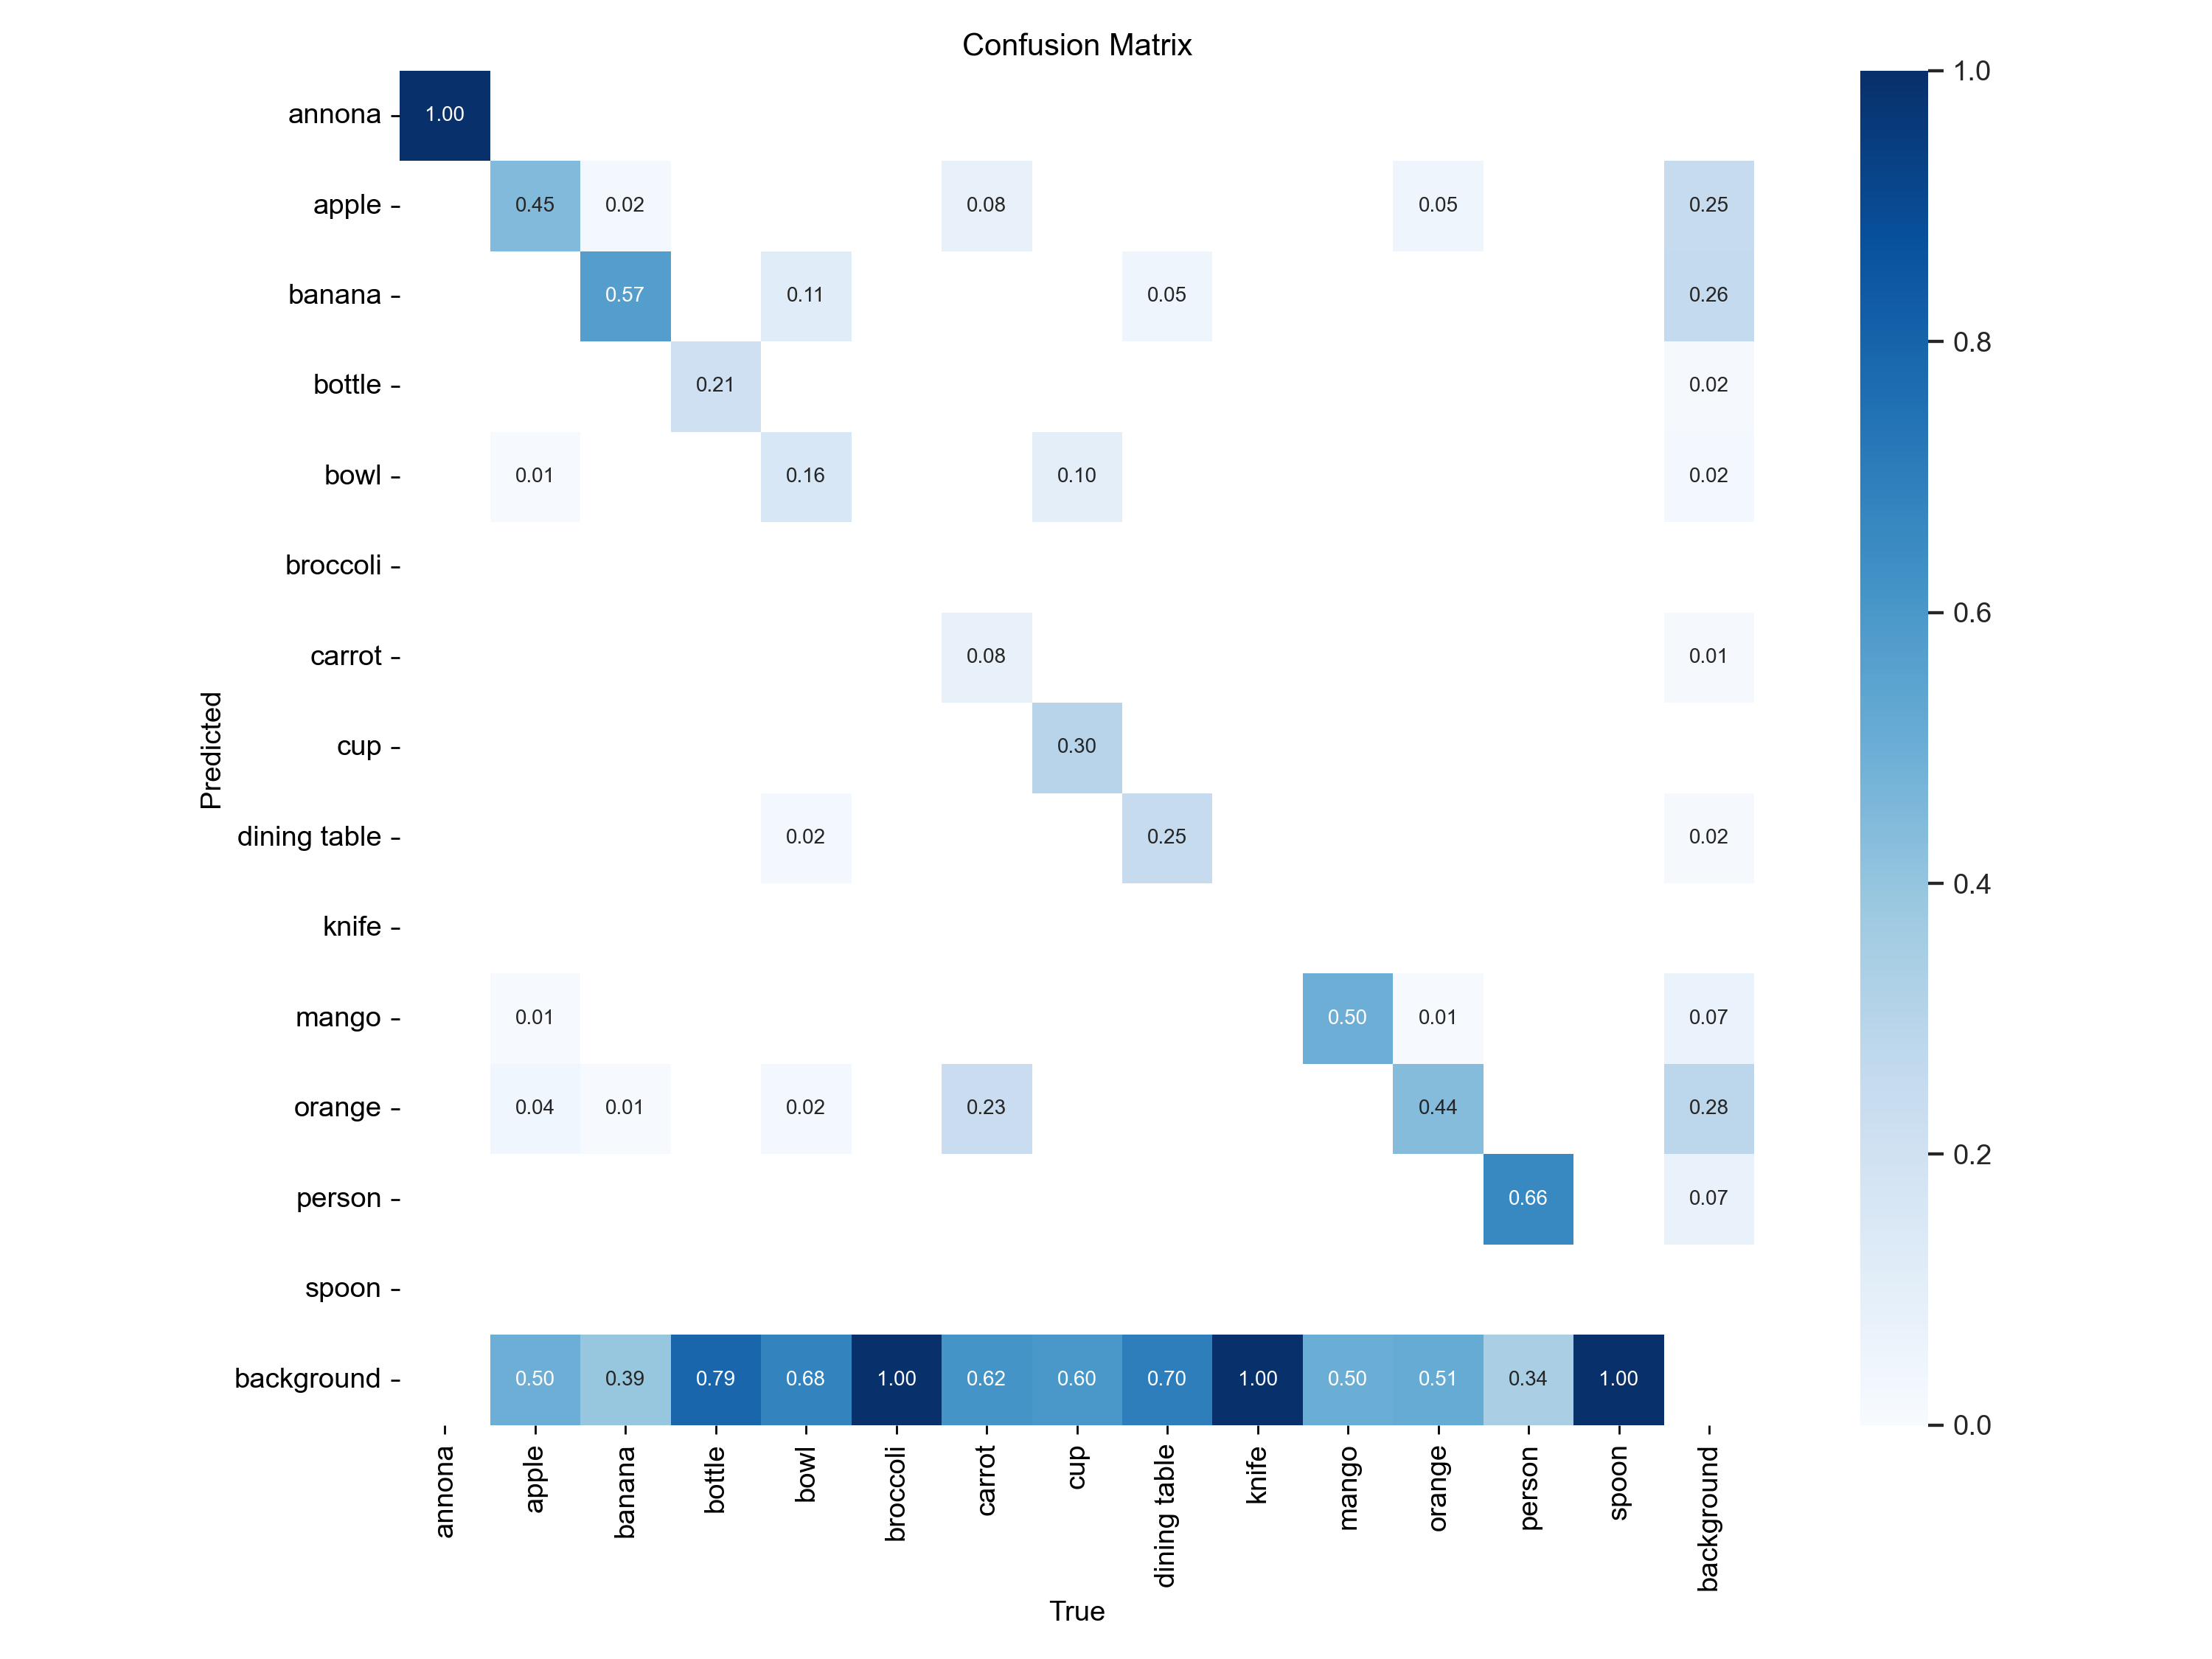 Confusion Matrix
annona 1.00
apple 0.45 0.02 0.08 0.05 0.25
banana 0.57 0.11 0.05 0.26
bottle 0.21 0.02
bowl 0.01 0.16 0.10 0.02
broccoli
carrot 0.08 0.01
cup 0.30
dining table 0.02 0.25 0.02
knife
mango 0.01 0.50 0.01 0.07
orange 0.04 0.01 0.02 0.23 0.44 0.28
person 0.66 0.07
spoon
background 0.50 0.39 0.79 0.68 1.00 0.62 0.60 0.70 1.00 0.50 0.51 0.34 1.00
Predicted
annona
apple
banana
bottle
bowl
broccoli
carrot
cup
dining table
knife
mango
orange
person
spoon
background
True
1.0
0.8
0.6
0.4
0.2
0.0